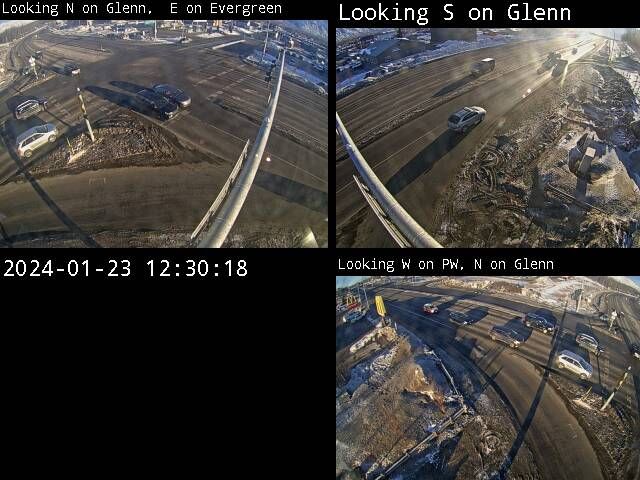 Looking N on Glenn,  E on Evergreen
Looking S on Glenn
2024-01-23 12:30:18
Looking W on PW, N on Glenn